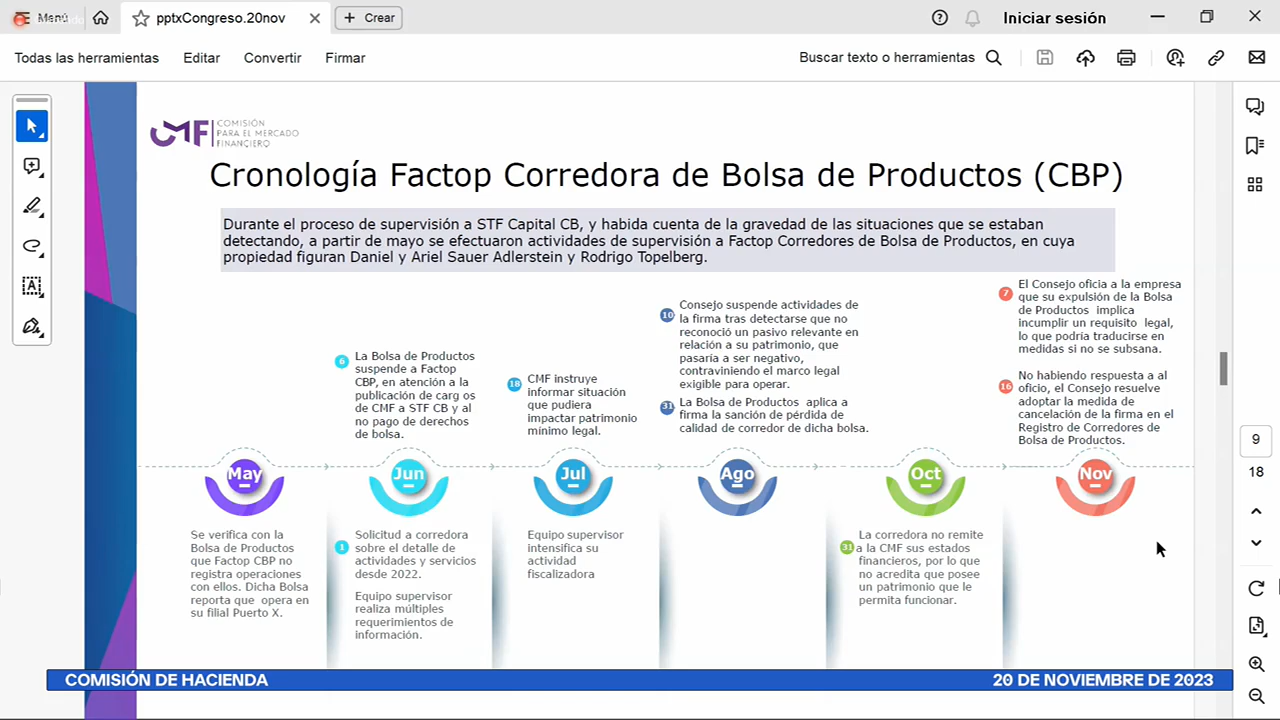 Menú
pptxCongreso.20nov
Crear
Iniciar sesión
Todas las herramientas
Editar
Convertir
Firmar
Buscar texto o herramientas
CMF
COMISIÓN
PARA EL MERCADO
FINANCIERO
Cronología Factop Corredora de Bolsa de Productos (CBP)
Durante el proceso de supervisión a STF Capital CB, y habida cuenta de la gravedad de las situaciones que se estaban
detectando, a partir de mayo se efectuaron actividades de supervisión a Factop Corredores de Bolsa de Productos, en cuya
propiedad figuran Daniel y Ariel Sauer Adlerstein y Rodrigo Topelberg.
May
Se verifica con la
Bolsa de Productos
que Factop CBP no
registra operaciones
con ellos. Dicha Bolsa
reporta que opera en
su filial Puerto X.
6
La Bolsa de Productos
suspende a Factop
CBP, en atención a la
publicación de carg os
de CMF a STF CB y al
no pago de derechos
de bolsa.
Jun
1
Solicitud a corredora
sobre el detalle de
actividades y servicios
desde 2022.
Equipo supervisor
realiza múltiples
requerimientos de
información.
18
CMF instruye
informar situación
que pudiera
impactar patrimonio
mínimo legal.
Jul
Equipo supervisor
intensifica su
actividad
fiscalizadora
10
Consejo suspende actividades de
la firma tras detectarse que no
reconoció un pasivo relevante en
relación a su patrimonio, que
pasaría a ser negativo,
contraviniendo el marco legal
exigible para operar.
31
La Bolsa de Productos aplica a
firma la sanción de pérdida de
calidad de corredor de dicha bolsa.
Ago
Oct
31
La corredora no remite
a la CMF sus estados
financieros, por lo que
no acredita que posee
un patrimonio que le
permita funcionar.
7
El Consejo oficia a la empresa
que su expulsión de la Bolsa
de Productos implica
incumplir un requisito legal,
lo que podría traducirse en
medidas si no se subsana.
16
No habiendo respuesta a al
oficio, el Consejo resuelve
adoptar la medida de
cancelación de la firma en el
Registro de Corredores de
Bolsa de Productos.
Nov
9
18
COMISIÓN DE HACIENDA
20 DE NOVIEMBRE DE 2023